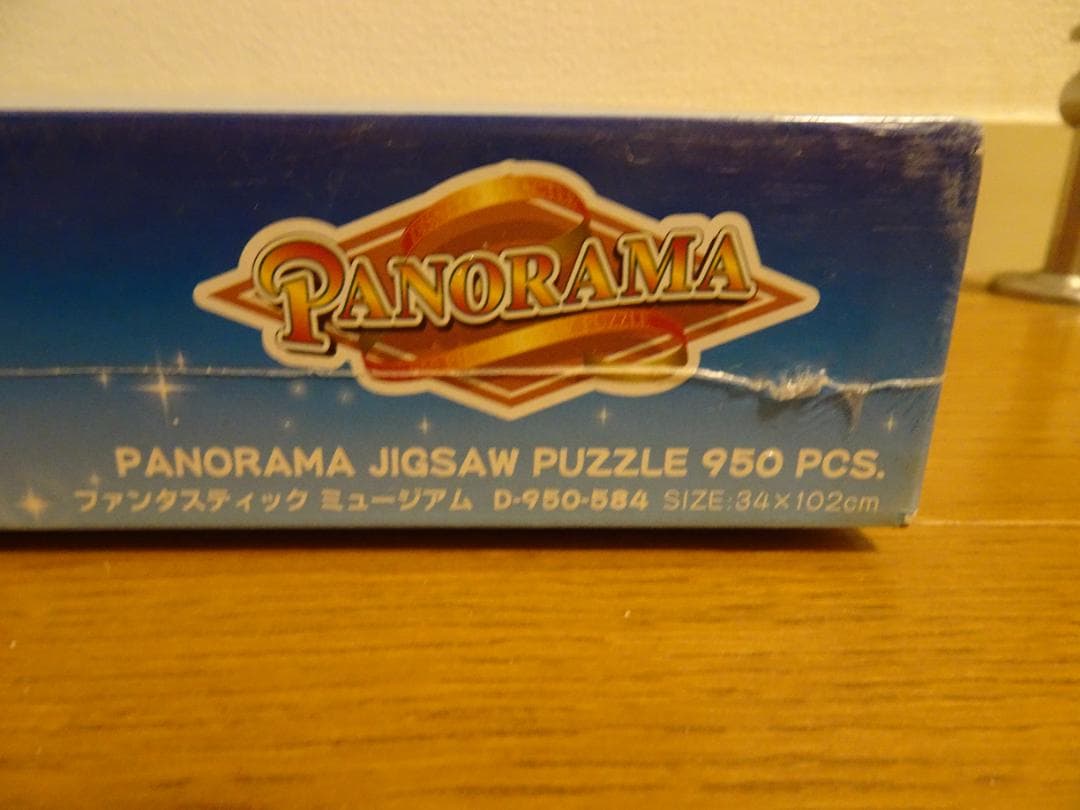 PANORAMA
PUZZLE
PANORAMA JIGSAW PUZZLE 950 PCS.
ファンタスティック ミュージアム D-950-584 SIZE:34×102cm